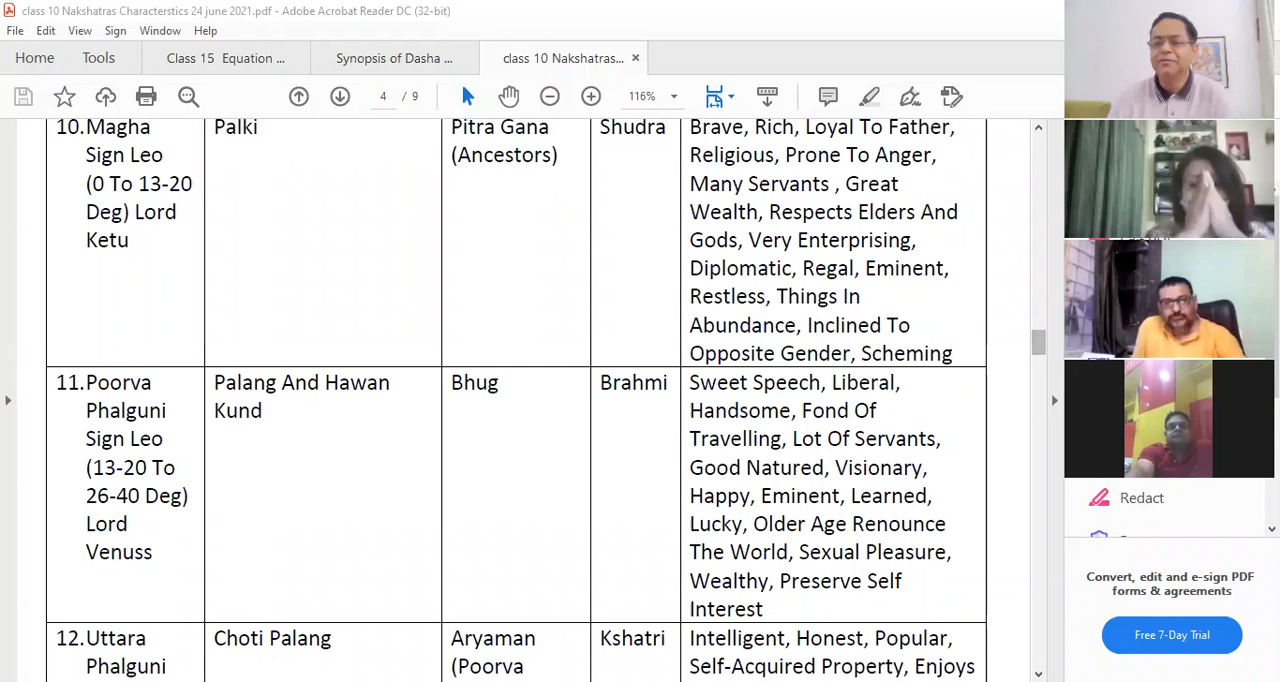 class 10 Nakshatras Characterstics 24 june 2021.pdf - Adobe Acrobat Reader DC (32-bit)
File Edit View Sign Window Help
Home Tools Class 15 Equation ... Synopsis of Dasha ... class 10 Nakshatras... ×
4 / 9 116%
10. Magha
Sign Leo
(0 To 13-20
Deg) Lord
Ketu
Palki
Pitra Gana
(Ancestors)
Shudra
Brave, Rich, Loyal To Father,
Religious, Prone To Anger,
Many Servants , Great
Wealth, Respects Elders And
Gods, Very Enterprising,
Diplomatic, Regal, Eminent,
Restless, Things In
Abundance, Inclined To
Opposite Gender, Scheming
11. Poorva
Phalguni
Sign Leo
(13-20 To
26-40 Deg)
Lord
Venuss
Palang And Hawan
Kund
Bhug
Brahmi
Sweet Speech, Liberal,
Handsome, Fond Of
Travelling, Lot Of Servants,
Good Natured, Visionary,
Happy, Eminent, Learned,
Lucky, Older Age Renounce
The World, Sexual Pleasure,
Wealthy, Preserve Self
Interest
12. Uttara
Phalguni
Choti Palang
Aryaman
(Poorva
Kshatri
Intelligent, Honest, Popular,
Self-Acquired Property, Enjoys
Redact
Convert, edit and e-sign PDF
forms & agreements
Free 7-Day Trial